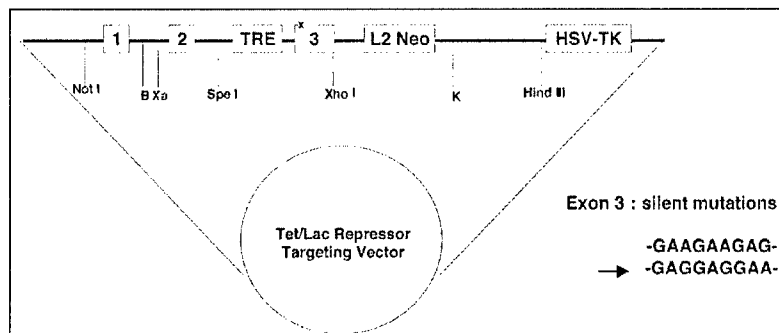 x
1 2 TRE 3 L2 Neo HSV-TK
Not I B Xa Spe I Xho I K Hind III
Tet/Lac Repressor
Targeting Vector
Exon 3 : silent mutations
-GAAGAAGAG-
→ -GAGGAGGAA-